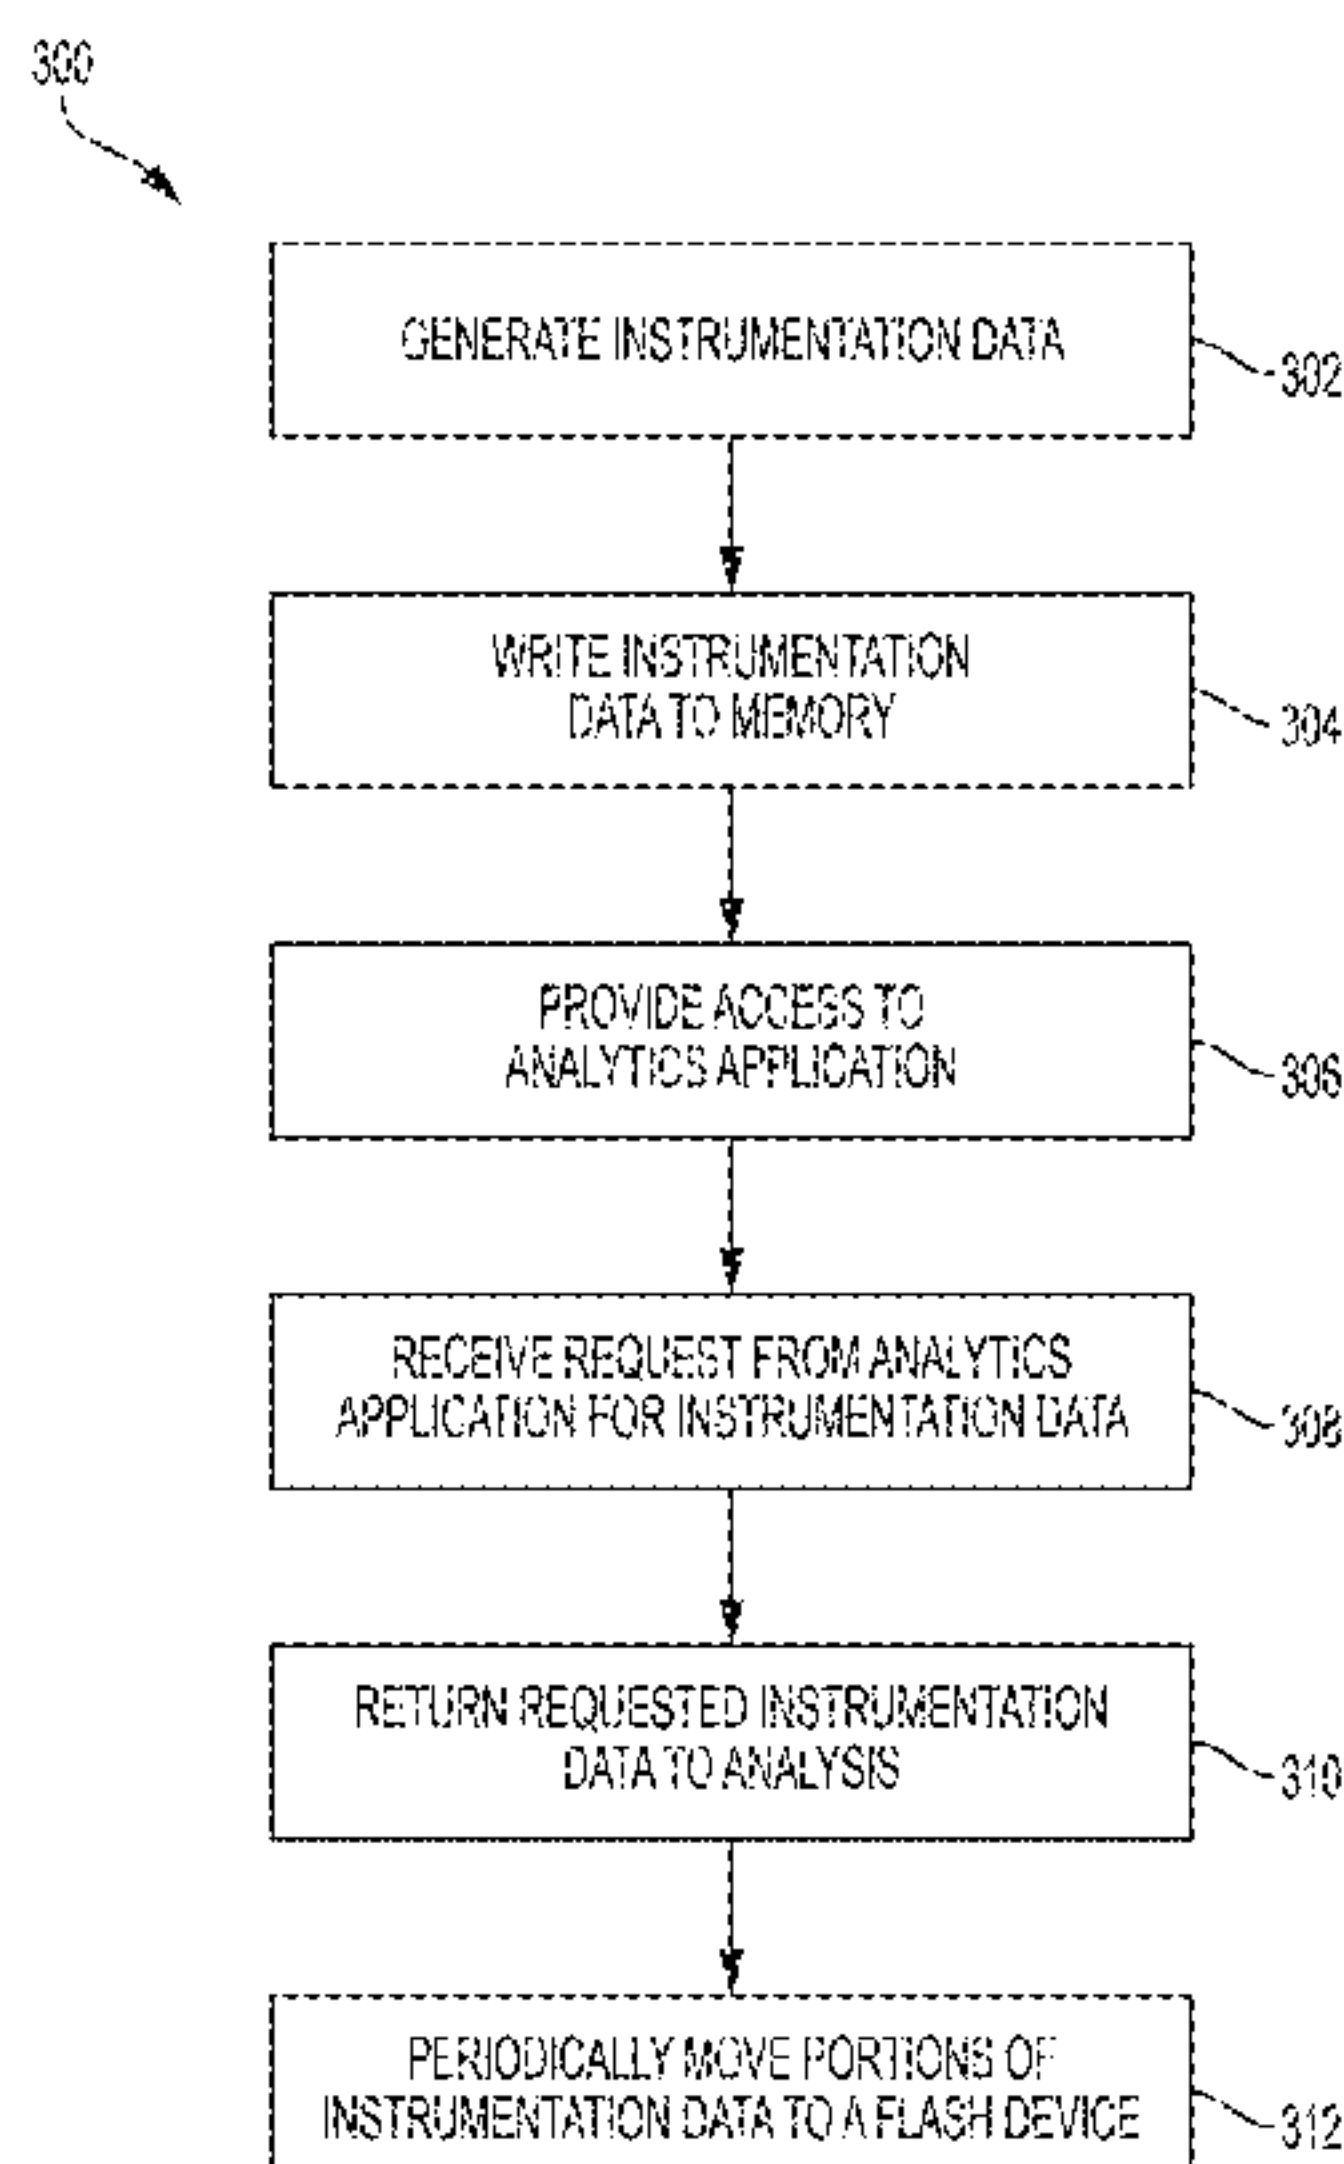 300
GENERATE INSTRUMENTATION DATA
302
WRITE INSTRUMENTATION
DATA TO MEMORY
304
PROVIDE ACCESS TO
ANALYTICS APPLICATION
306
RECEIVE REQUEST FROM ANALYTICS
APPLICATION FOR INSTRUMENTATION DATA
308
RETURN REQUESTED INSTRUMENTATION
DATA TO ANALYSIS
310
PERIODICALLY MOVE PORTIONS OF
INSTRUMENTATION DATA TO A FLASH DEVICE
312